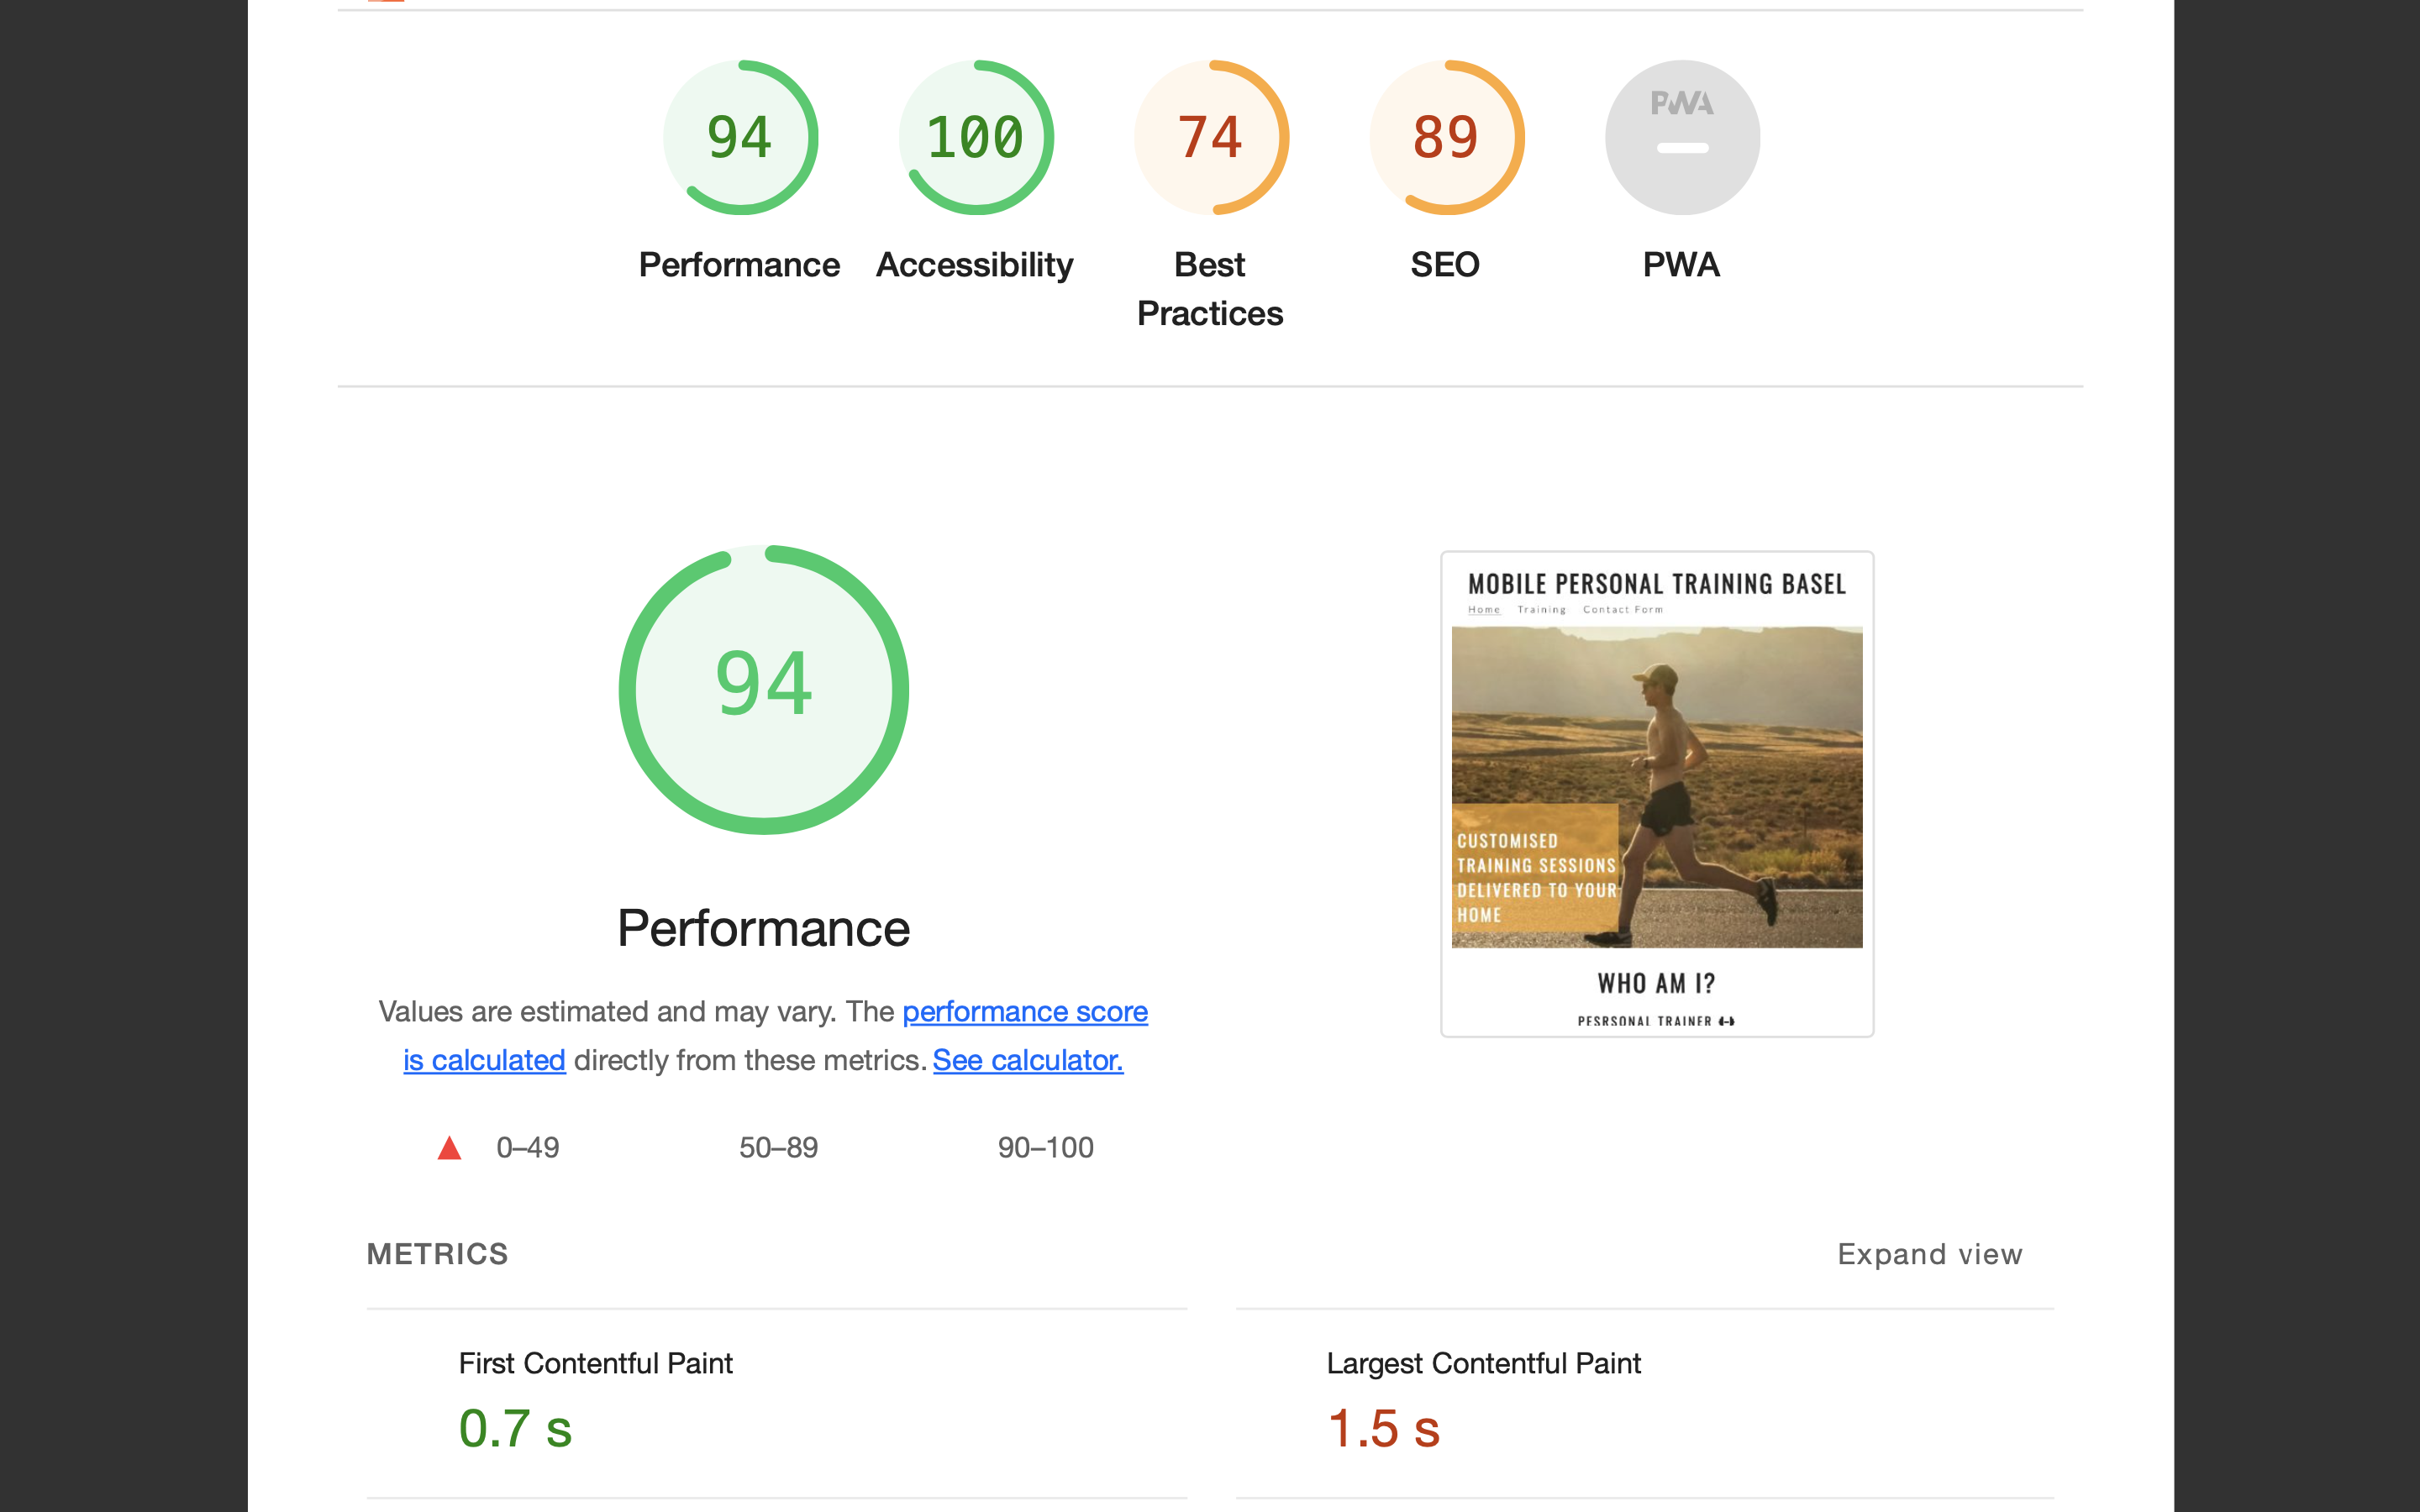 94
100
74
89
PWA
Performance
Accessibility
Best
Practices
SEO
PWA
94
Performance
Values are estimated and may vary. The performance score
is calculated directly from these metrics. See calculator.
0–49
50–89
90–100
MOBILE PERSONAL TRAINING BASEL
Home Training Contact Form
CUSTOMISED
TRAINING SESSIONS
DELIVERED TO YOUR
HOME
WHO AM I?
PESRSONAL TRAINER
METRICS
Expand view
First Contentful Paint
0.7 s
Largest Contentful Paint
1.5 s